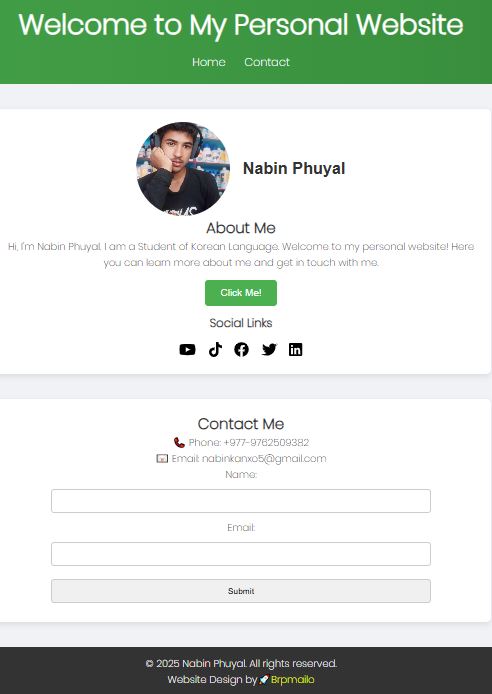 Welcome to My Personal Website
Home Contact
Nabin Phuyal
About Me
Hi, I'm Nabin Phuyal. I am a Student of Korean Language. Welcome to my personal website! Here
you can learn more about me and get in touch with me.
Click Me!
Social Links
Contact Me
📞 Phone: +977-9762509382
📧 Email: nabinkanxo5@gmail.com
Name:
Email:
Submit
© 2025 Nabin Phuyal. All rights reserved.
Website Design by 🚀 Brpmailo